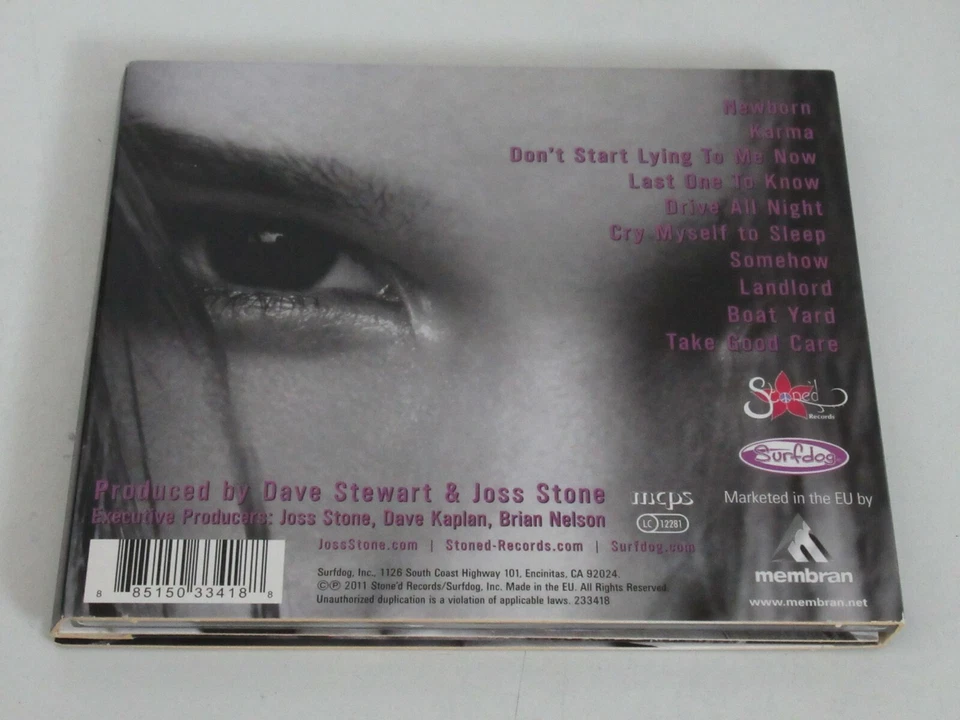 Newborn
Karma
Don't Start Lying To Me Now
Last One To Know
Drive All Night
Cry Myself to Sleep
Somehow
Landlord
Boat Yard
Take Good Care
Stone'd
Records
Surfdog
Produced by Dave Stewart & Joss Stone
Executive Producers: Joss Stone, Dave Kaplan, Brian Nelson
mcps
LC 12281
Marketed in the EU by
membran
www.membran.net
JossStone.com | Stoned-Records.com | Surfdog.com
Surfdog, Inc., 1126 South Coast Highway 101, Encinitas, CA 92024.
©℗ 2011 Stone'd Records/Surfdog, Inc. Made in the EU. All Rights Reserved.
Unauthorized duplication is a violation of applicable laws. 233418
8 85150 33418 8